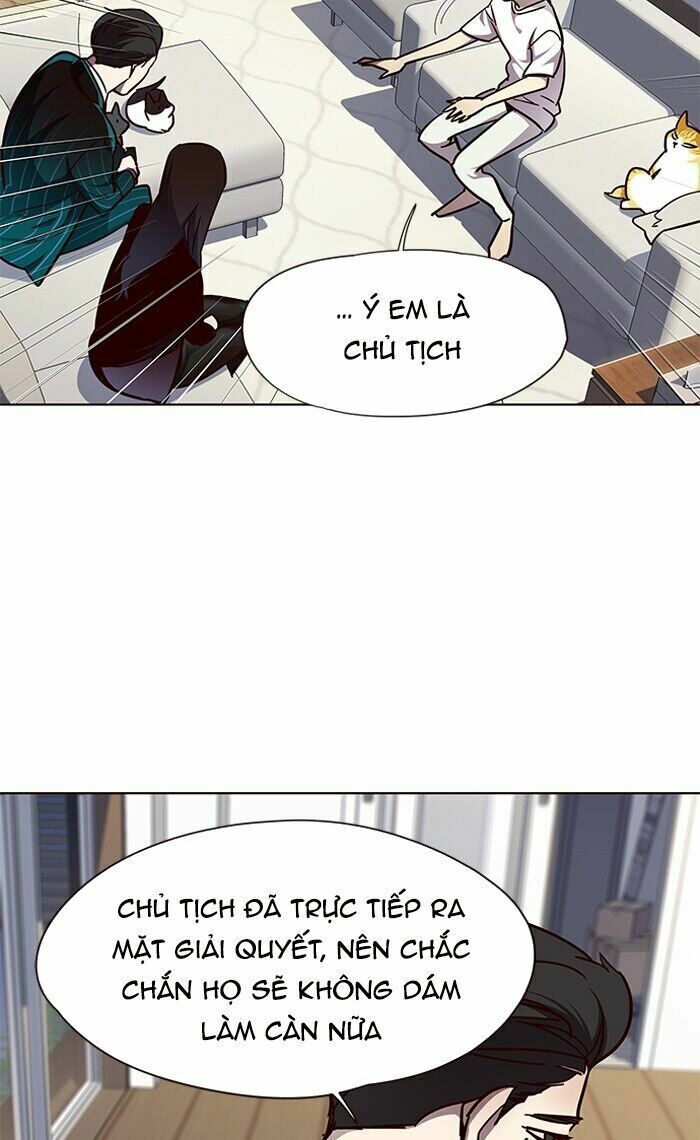 ... Ý EM LÀ
CHỦ TỊCH
CHỦ TỊCH ĐÃ TRỰC TIẾP RA
MẶT GIẢI QUYẾT, NÊN CHẮC
CHẮN HỌ SẼ KHÔNG DÁM
LÀM CÀN NỮA